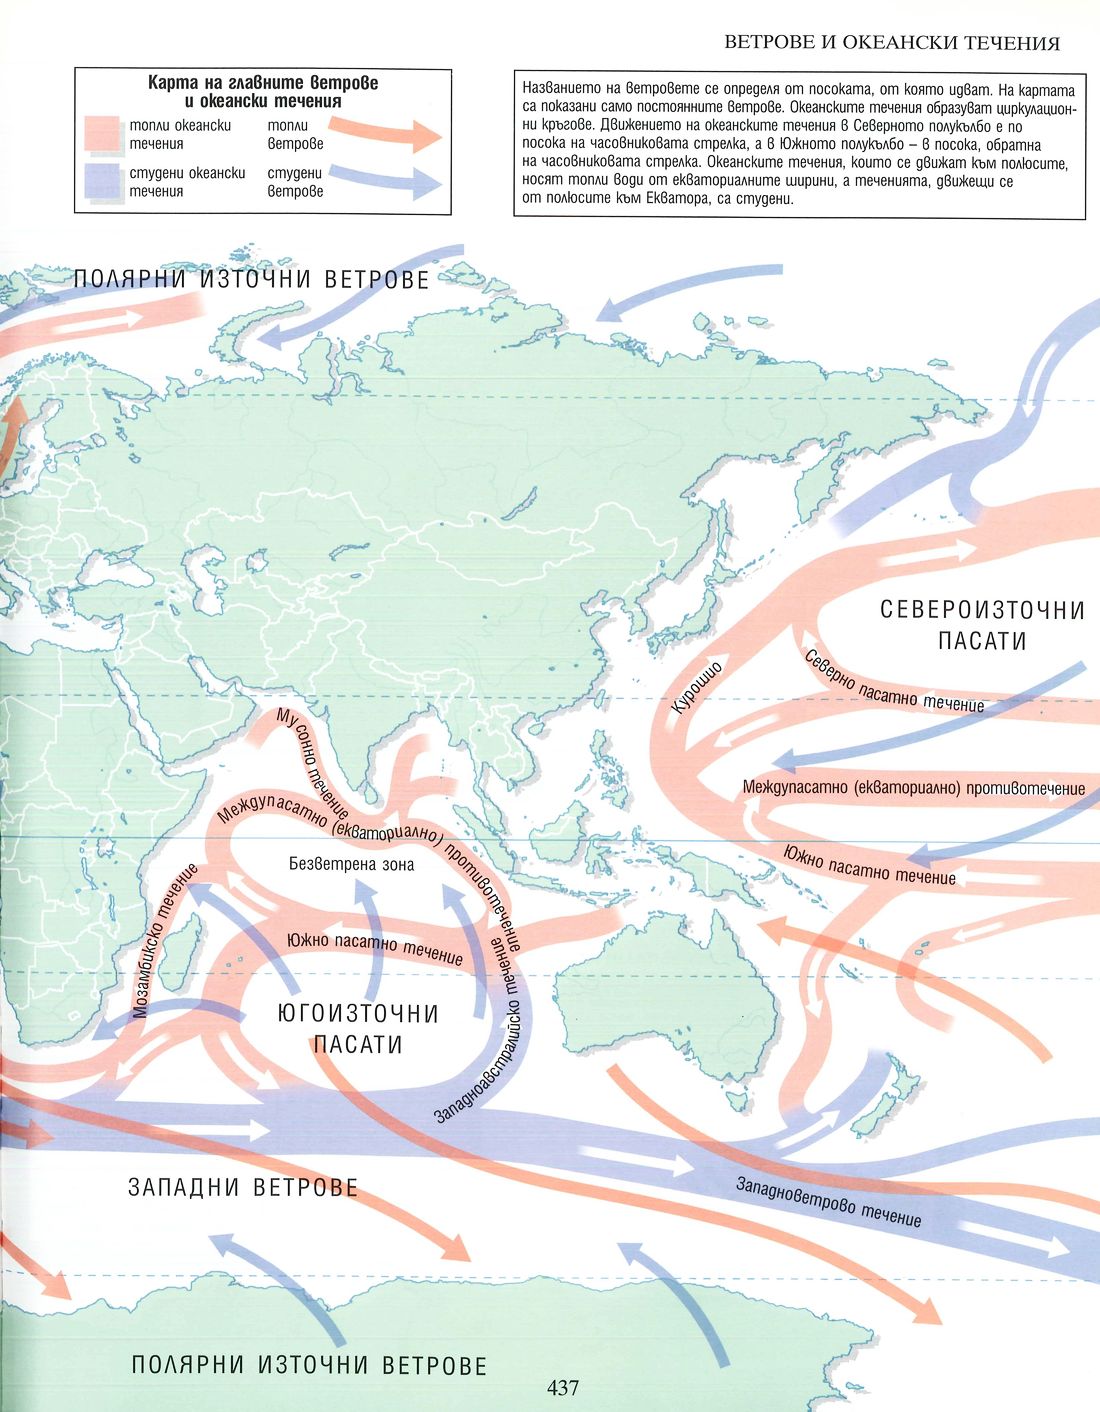 ВЕТРОВЕ И ОКЕАНСКИ ТЕЧЕНИЯ
Карта на главните ветрове
и океански течения
топли океански
течения
топли
ветрове
студени океански
течения
студени
ветрове
Названието на ветровете се определя от посоката, от която идват. На картата
са показани само постоянните ветрове. Океанските течения образуват циркулацион-
ни кръгове. Движението на океанските течения в Северното полукълбо е по
посока на часовниковата стрелка, а в Южното полукълбо – в посока, обратна
на часовниковата стрелка. Океанските течения, които се движат към полюсите,
носят топли води от екваториалните ширини, а теченията, движещи се
от полюсите към Екватора, са студени.
ПОЛЯРНИ ИЗТОЧНИ ВЕТРОВЕ
СЕВЕРОИЗТОЧНИ
ПАСАТИ
Курошио
Северно пасатно течение
Мусонно течение
Междупасатно (екваториално) противотечение
Междупасатно (екваториално) противотечение
Безветрена зона
Южно пасатно течение
Мозамбикско течение
Южно пасатно течение
ЮГОИЗТОЧНИ
ПАСАТИ
Западноавстралийско течение
ЗАПАДНИ ВЕТРОВЕ
Западноветрово течение
ПОЛЯРНИ ИЗТОЧНИ ВЕТРОВЕ
437